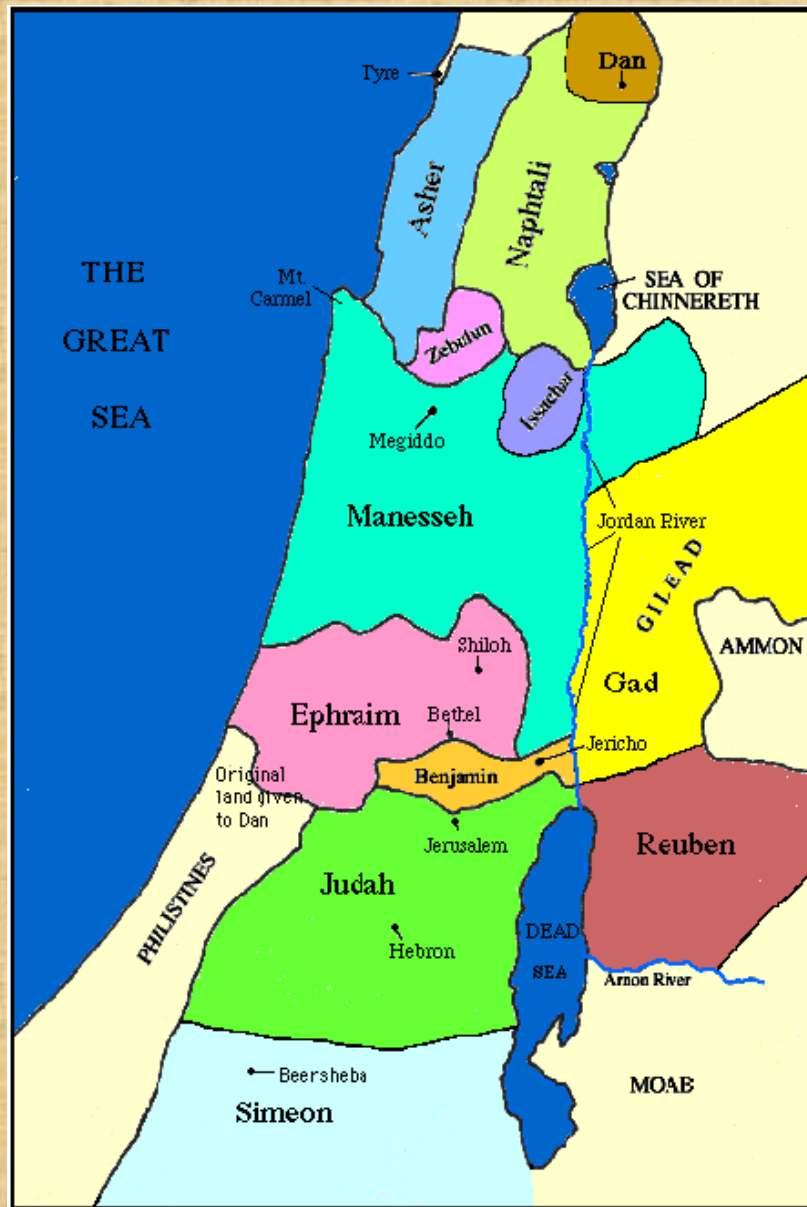 Dan
Tyre
Asher
Naphtali
THE
GREAT
SEA
Mt.
Carmel
SEA OF
CHINNERETH
Zebulun
Issachar
Megiddo
Manesseh
Jordan River
GILEAD
AMMON
Shiloh
Gad
Ephraim
Bethel
Jericho
Benjamin
Original
land given
to Dan
Jerusalem
Reuben
Judah
PHILISTINES
Hebron
DEAD
SEA
Arnon River
Beersheba
MOAB
Simeon